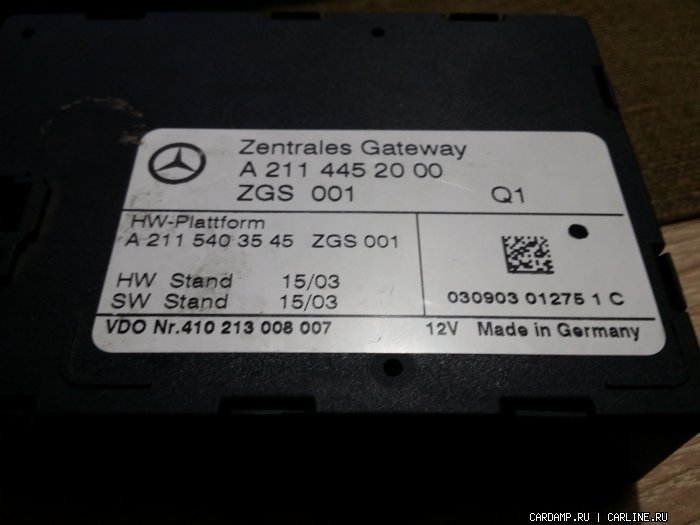 Zentrales Gateway
A 211 445 20 00
ZGS 001 Q1
HW-Plattform
A 211 540 35 45 ZGS 001
HW Stand 15/03
SW Stand 15/03
030903 01275 1 C
VDO Nr.410 213 008 007 12V Made in Germany
CARDAMP.RU | CARLINE.RU